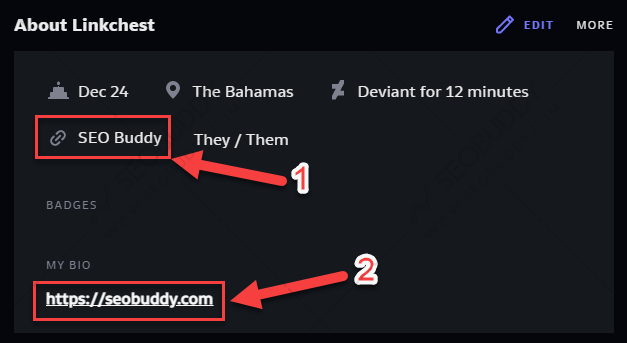 About Linkchest
EDIT
MORE
Dec 24
The Bahamas
Deviant for 12 minutes
SEO Buddy
They / Them
1
BADGES
MY BIO
2
https://seobuddy.com